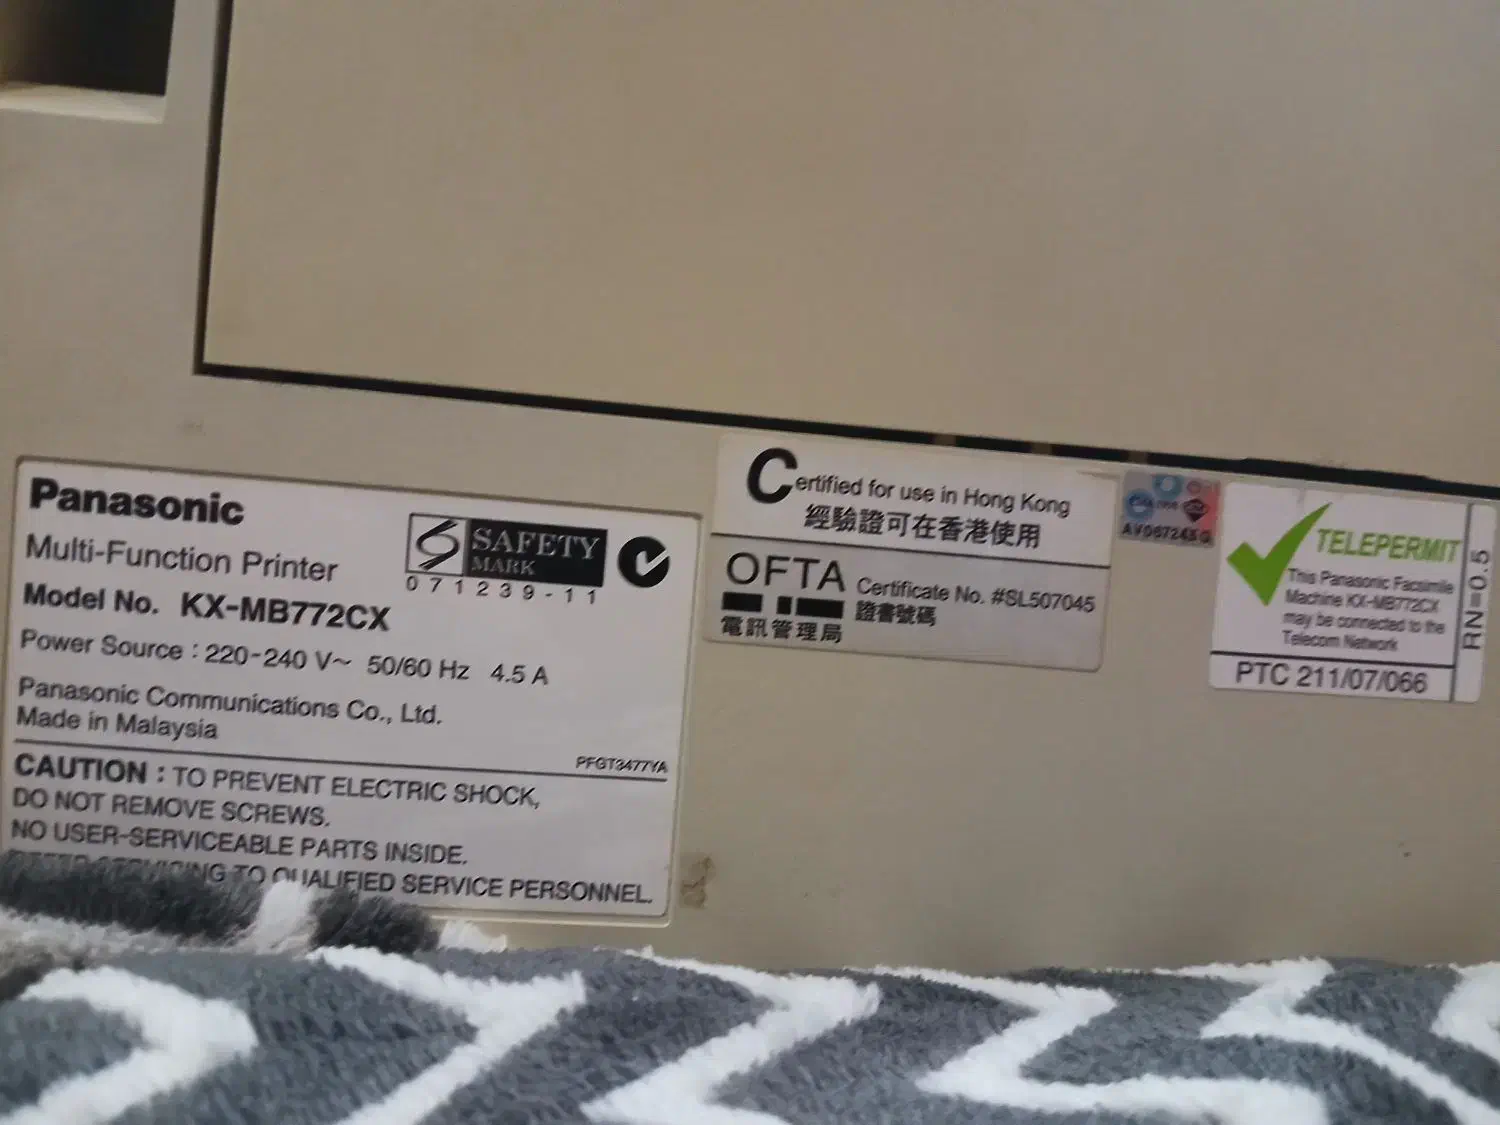 Panasonic
Multi-Function Printer
SAFETY
MARK
071239-11
Model No. KX-MB772CX
Power Source : 220-240 V~ 50/60 Hz 4.5 A
Panasonic Communications Co., Ltd.
Made in Malaysia
PFGT3477YA
CAUTION : TO PREVENT ELECTRIC SHOCK,
DO NOT REMOVE SCREWS.
NO USER-SERVICEABLE PARTS INSIDE.
SERVICING TO QUALIFIED SERVICE PERSONNEL.
Certified for use in Hong Kong
經驗證可在香港使用
OFTA
電訊管理局
Certificate No. #SL507045
證書號碼
TELEPERMIT
This Panasonic Facsimile
Machine KX-MB772CX
may be connected to the
Telecom Network
PTC 211/07/066
RN=0.5